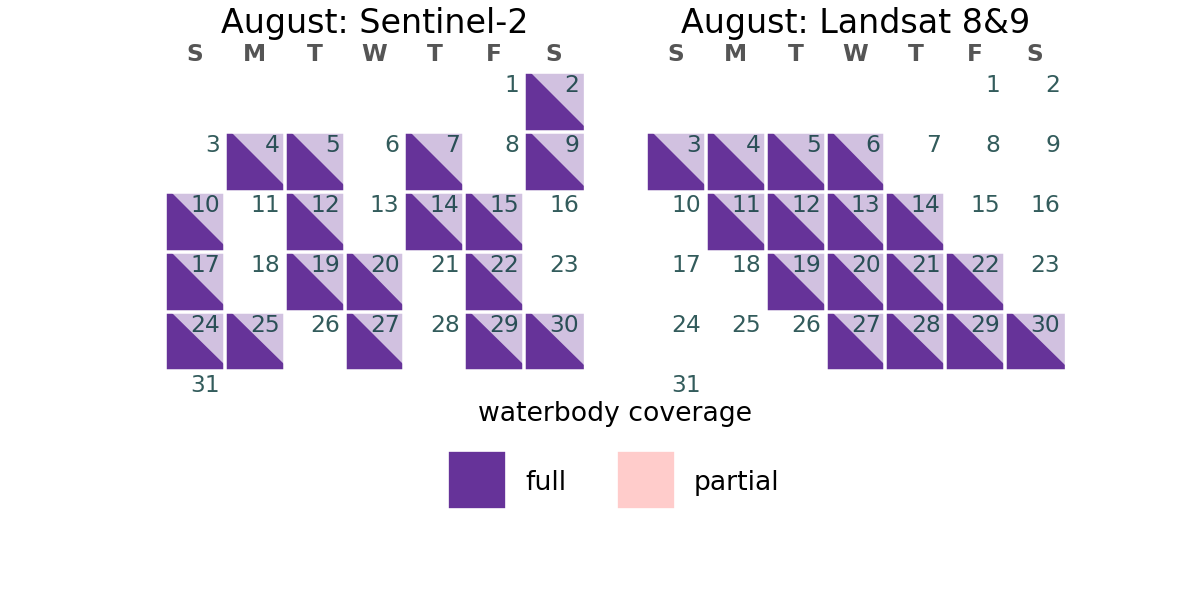 August: Sentinel-2
S M T W T F S
1 2
3 4 5 6 7 8 9
10 11 12 13 14 15 16
17 18 19 20 21 22 23
24 25 26 27 28 29 30
31
August: Landsat 8&9
S M T W T F S
1 2
3 4 5 6 7 8 9
10 11 12 13 14 15 16
17 18 19 20 21 22 23
24 25 26 27 28 29 30
31
waterbody coverage
full partial